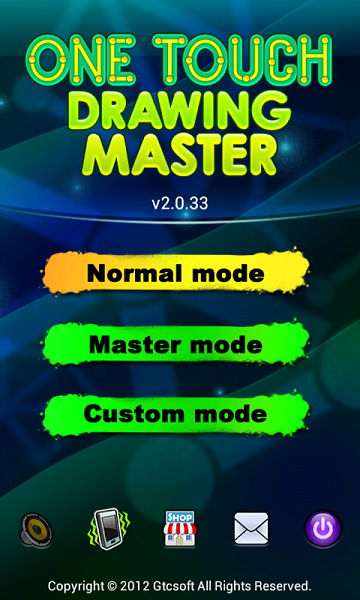 ONE TOUCH
DRAWING
MASTER
v2.0.33
Normal mode
Master mode
Custom mode
SHOP
Copyright © 2012 Gtcsoft All Rights Reserved.